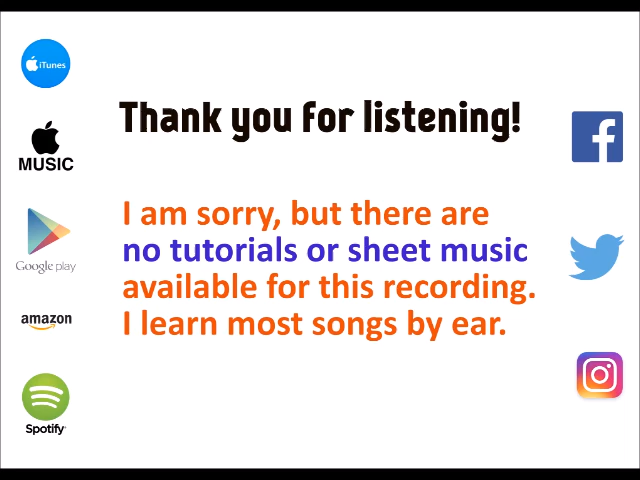 iTunes
Thank you for listening!
MUSIC
I am sorry, but there are
no tutorials or sheet music
available for this recording.
I learn most songs by ear.
Google play
amazon
Spotify